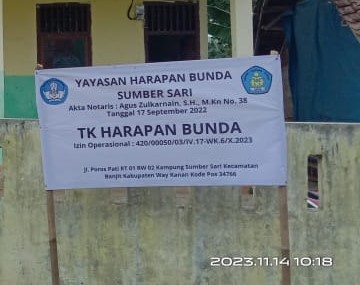 YAYASAN HARAPAN BUNDA
SUMBER SARI
Akta Notaris : Agus Zulkarnain, S.H., M.Kn No. 38
Tanggal 17 September 2022
TK HARAPAN BUNDA
Izin Operasional : 420/00050/03/IV.17-WK.6/X.2023
Jl. Poros Pati RT 01 RW 02 Kampung Sumber Sari Kecamatan
Banjit Kabupaten Way Kanan Kode Pos 34766
2023.11.14 10:18